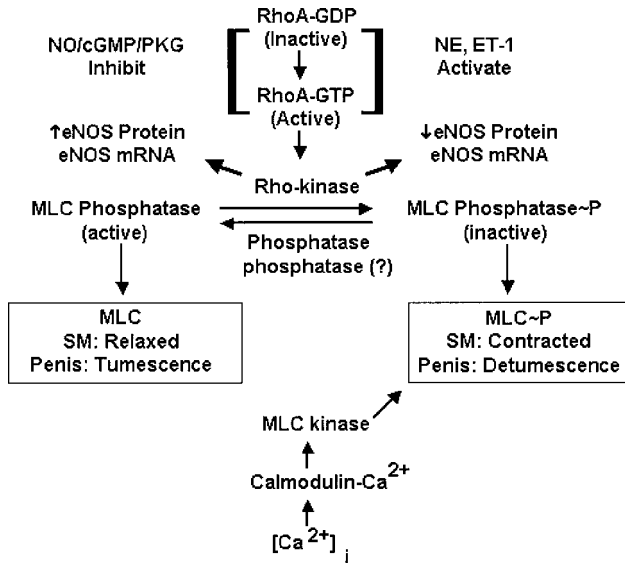 RhoA-GDP
(Inactive)
NO/cGMP/PKG
Inhibit
NE, ET-1
Activate
RhoA-GTP
(Active)
↑eNOS Protein
eNOS mRNA
↓eNOS Protein
eNOS mRNA
Rho-kinase
MLC Phosphatase
(active)
MLC Phosphatase~P
(inactive)
Phosphatase
phosphatase (?)
MLC
SM: Relaxed
Penis: Tumescence
MLC~P
SM: Contracted
Penis: Detumescence
MLC kinase
Calmodulin-Ca2+
[Ca2+]i